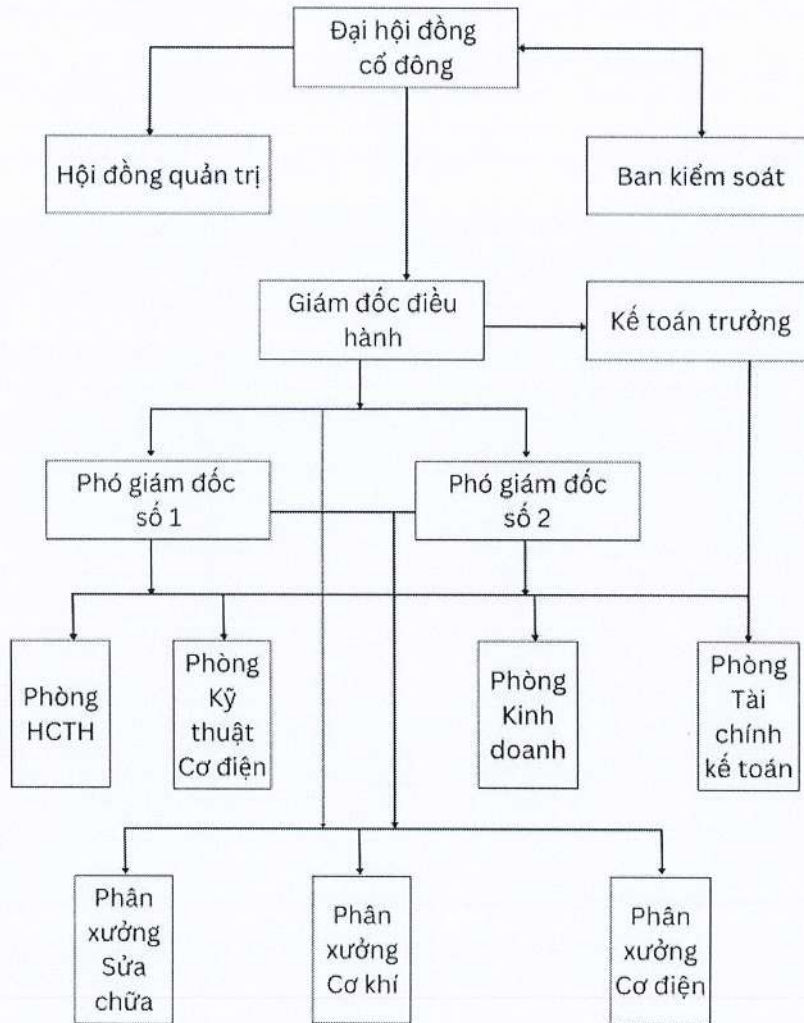 Đại hội đồng
cổ đông
Hội đồng quản trị
Ban kiểm soát
Giám đốc điều
hành
Kế toán trưởng
Phó giám đốc
số 1
Phó giám đốc
số 2
Phòng
HCTH
Phòng
Kỹ
thuật
Cơ điện
Phòng
Kinh
doanh
Phòng
Tài
chính
kế toán
Phân
xưởng
Sửa
chữa
Phân
xưởng
Cơ khí
Phân
xưởng
Cơ điện